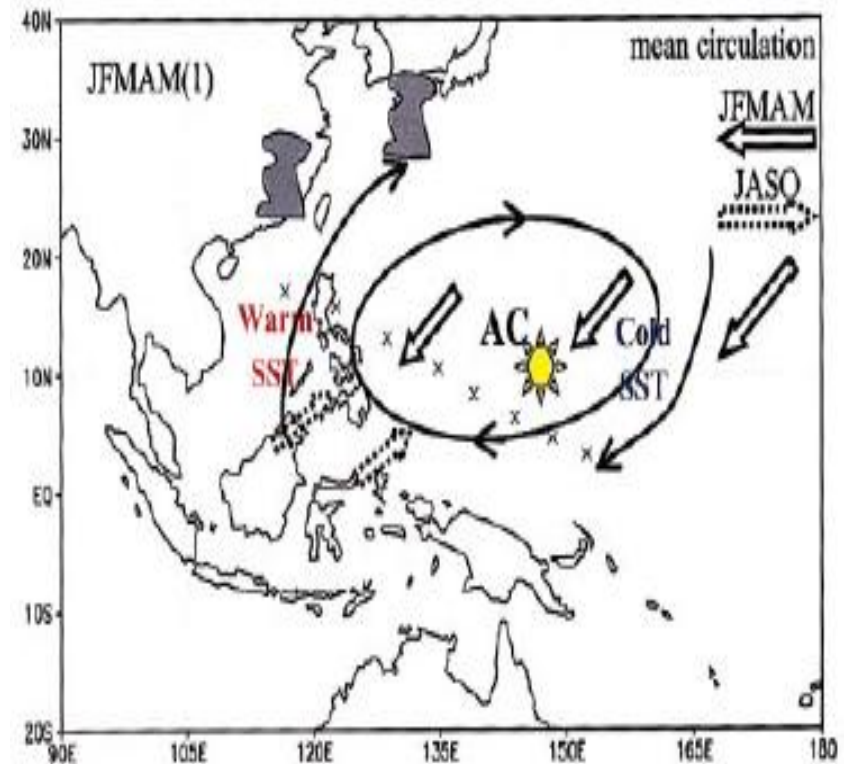 40N
JFMAM(1)
mean circulation
JFMAM
30N
JASO
20N
Warm
SST
AC
Cold
SST
10N
EQ
10S
20S
90E 105E 120E 135E 150E 165E 180